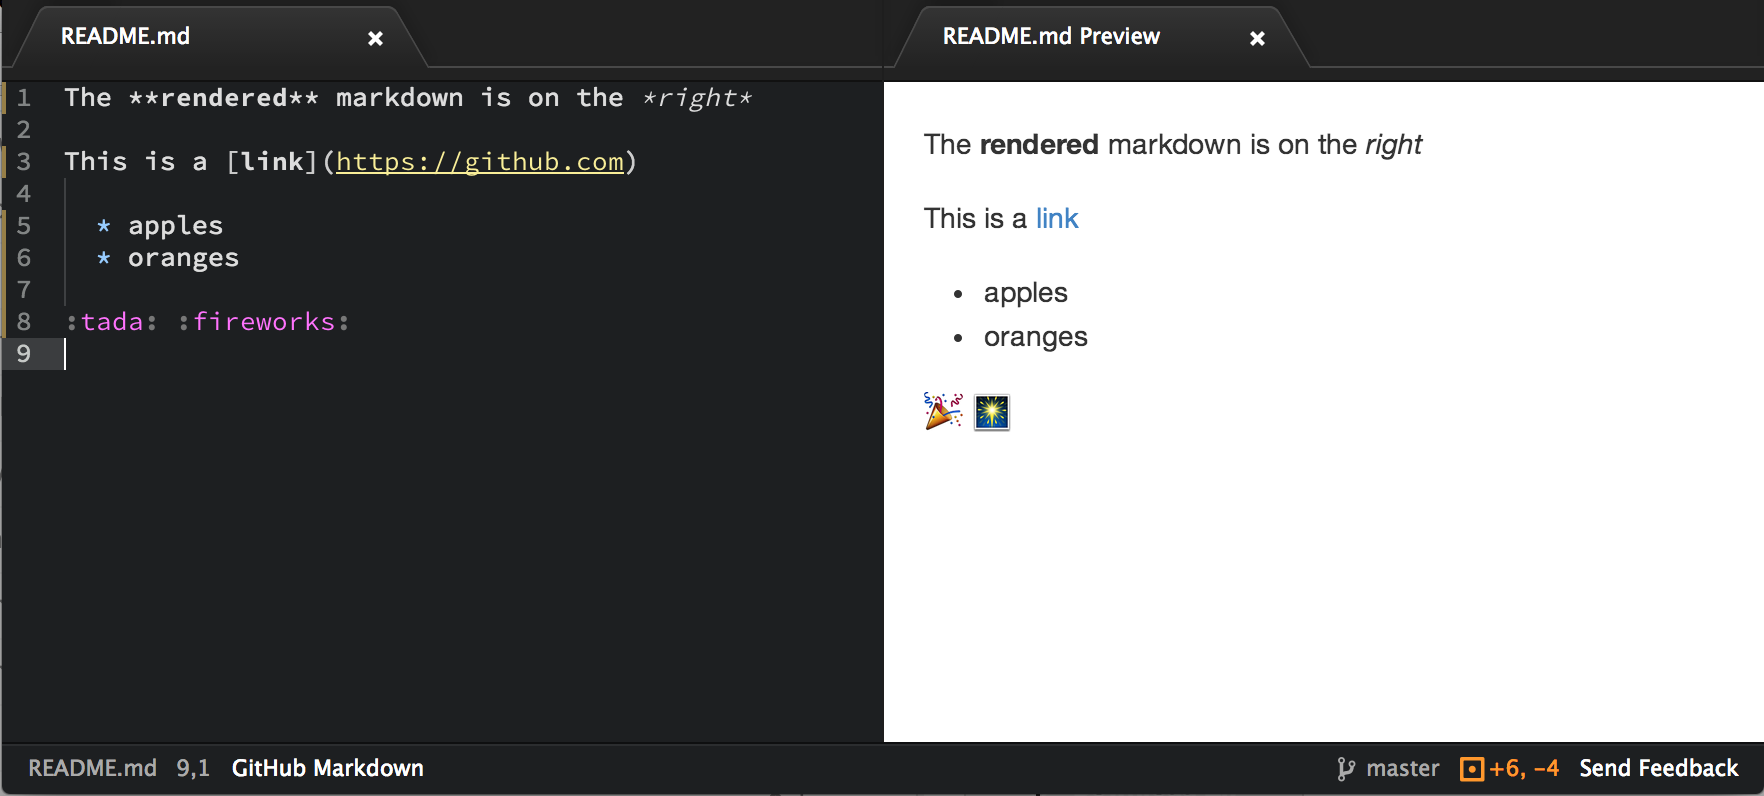 README.md
README.md Preview
1 The **rendered** markdown is on the *right*
2
3 This is a [link](https://github.com)
4
5 * apples
6 * oranges
7
8 :tada: :fireworks:
9
The rendered markdown is on the right
This is a link
• apples
• oranges
README.md 9,1 GitHub Markdown
master +6, -4 Send Feedback